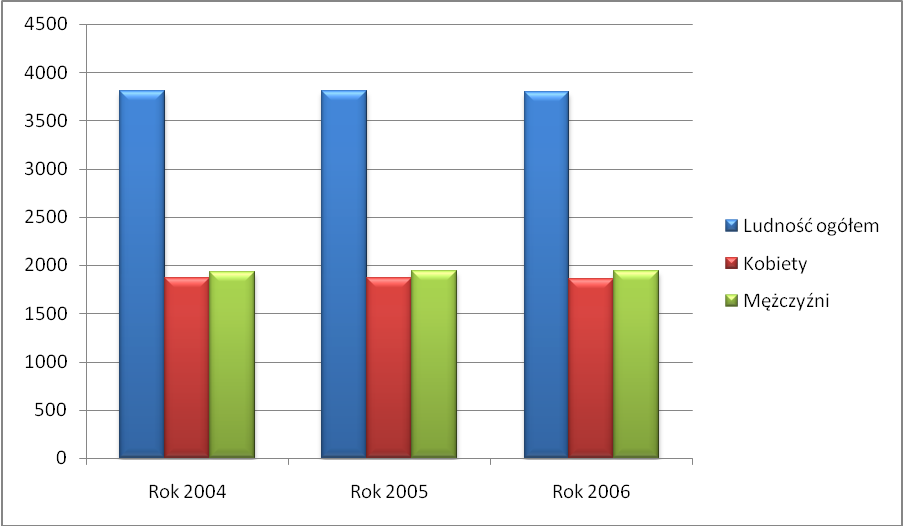 4500
4000
3500
3000
2500
2000
1500
1000
500
0
Rok 2004
Rok 2005
Rok 2006
Ludność ogółem
Kobiety
Mężczyźni